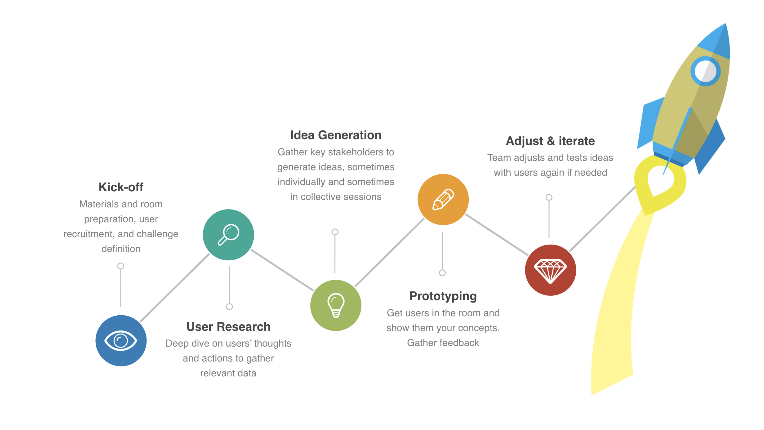 Kick-off
Materials and room
preparation, user
recruitment, and challenge
definition
User Research
Deep dive on users' thoughts
and actions to gather
relevant data
Idea Generation
Gather key stakeholders to
generate ideas, sometimes
individually and sometimes
in collective sessions
Prototyping
Get users in the room and
show them your concepts.
Gather feedback
Adjust & iterate
Team adjusts and tests ideas
with users again if needed